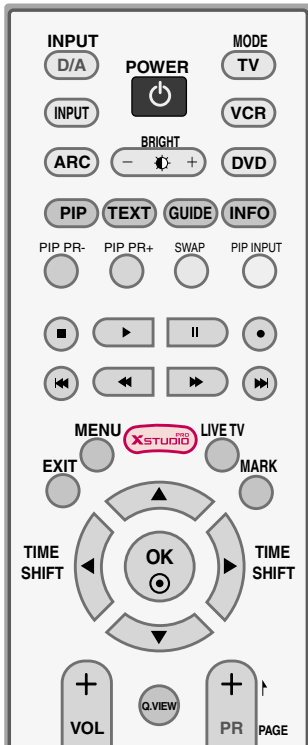 INPUT
MODE
D/A
POWER
TV
INPUT
VCR
BRIGHT
ARC
− +
DVD
PIP TEXT GUIDE INFO
PIP PR- PIP PR+ SWAP PIP INPUT
MENU
XSTUDIO PRO
LIVE TV
EXIT
MARK
TIME SHIFT
OK
TIME SHIFT
+
Q.VIEW
+
VOL
PR
PAGE